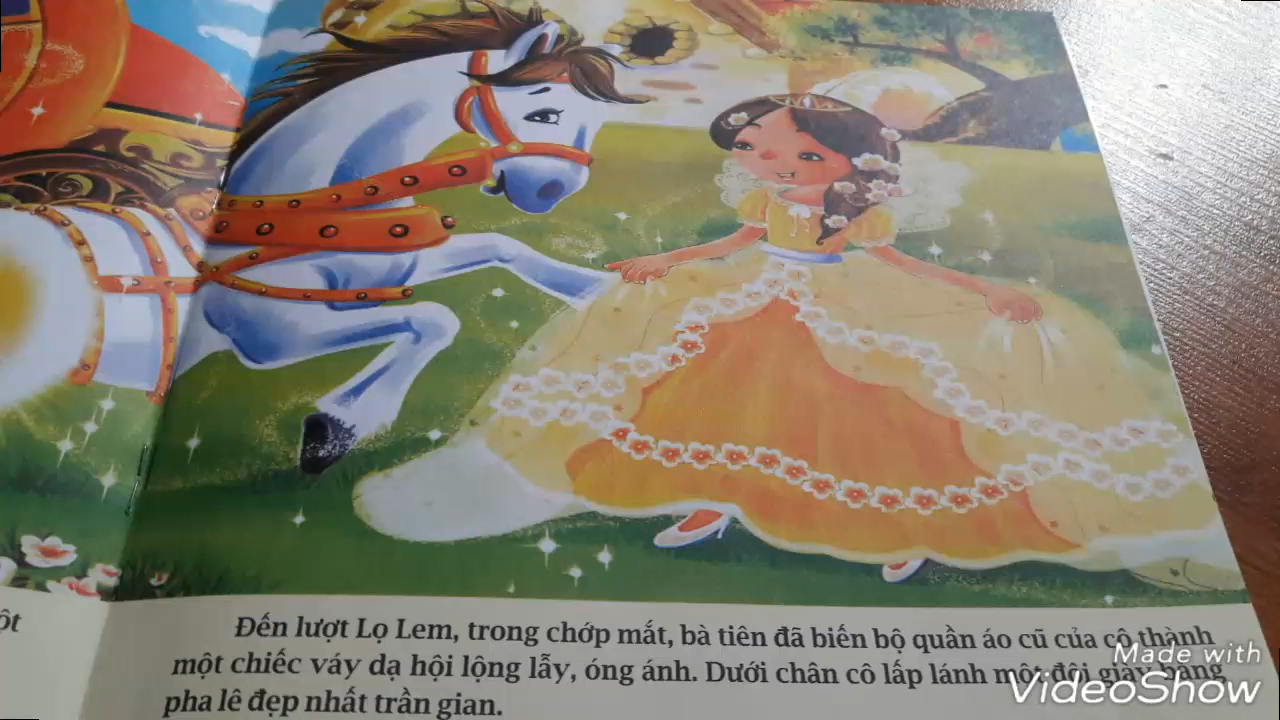 ột
Đến lượt Lọ Lem, trong chớp mắt, bà tiên đã biến bộ quần áo cũ của cô thành
một chiếc váy dạ hội lộng lẫy, óng ánh. Dưới chân cô lấp lánh một đôi giày bằng
pha lê đẹp nhất trần gian.
Made with
VideoShow